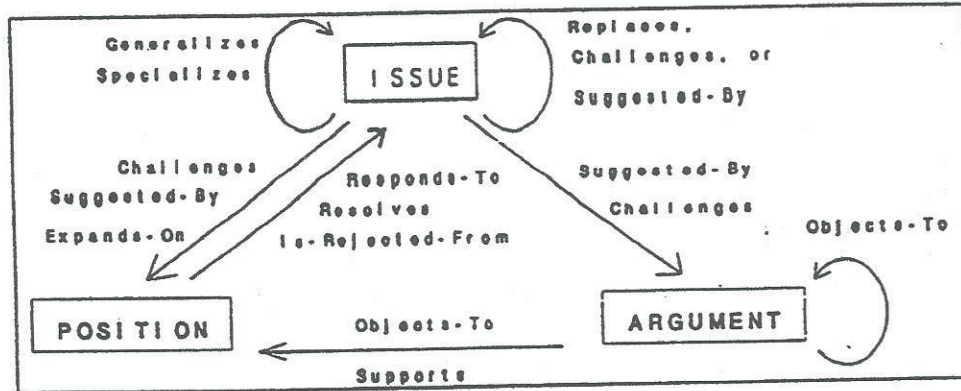 Generalizes
Specializes
ISSUE
Replaces,
Challenges, or
Suggested-By
Challenges
Suggested-By
Expands-On
Responds-To
Resolves
Is-Rejected-From
Suggested-By
Challenges
Objects-To
POSITION
Objects-To
Supports
ARGUMENT